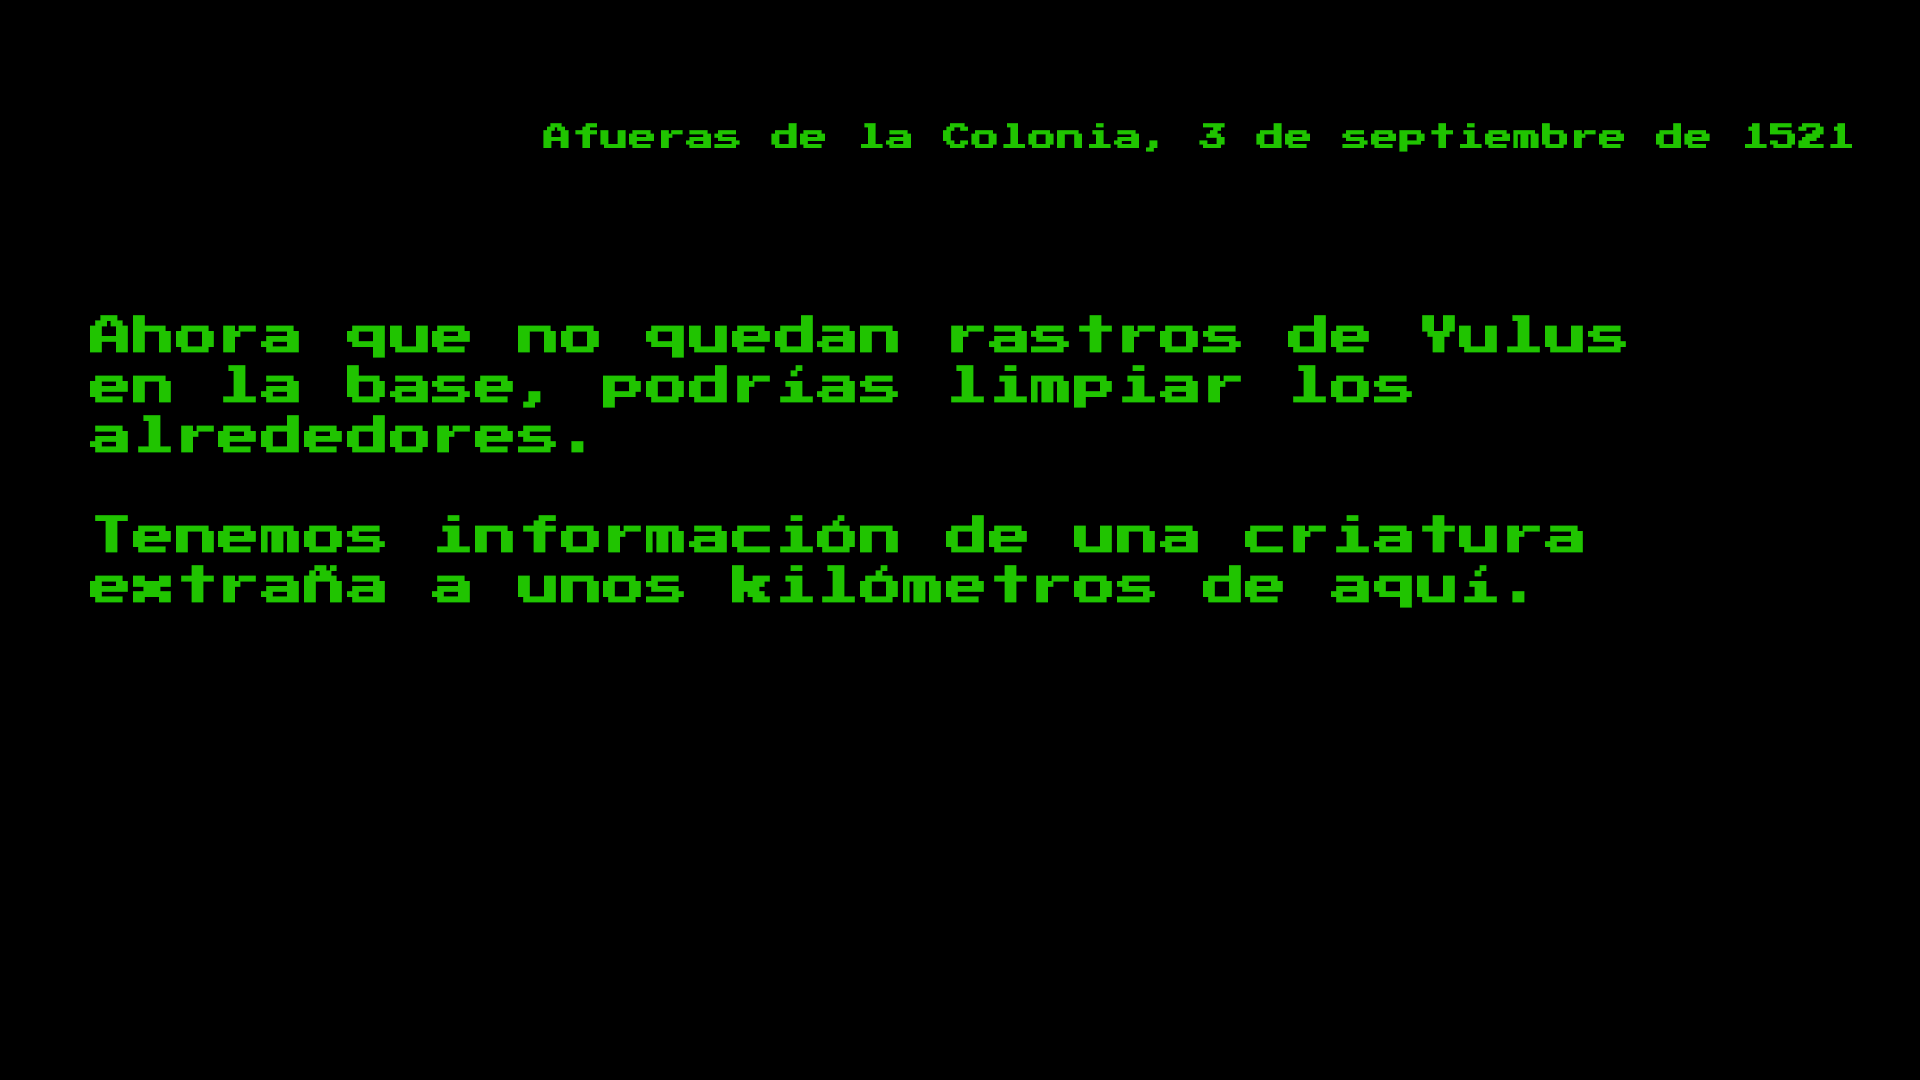 Afueras de la Colonia, 3 de septiembre de 1521
Ahora que no quedan rastros de Yulus
en la base, podrías limpiar los
alrededores.
Tenemos información de una criatura
extraña a unos kilómetros de aquí.